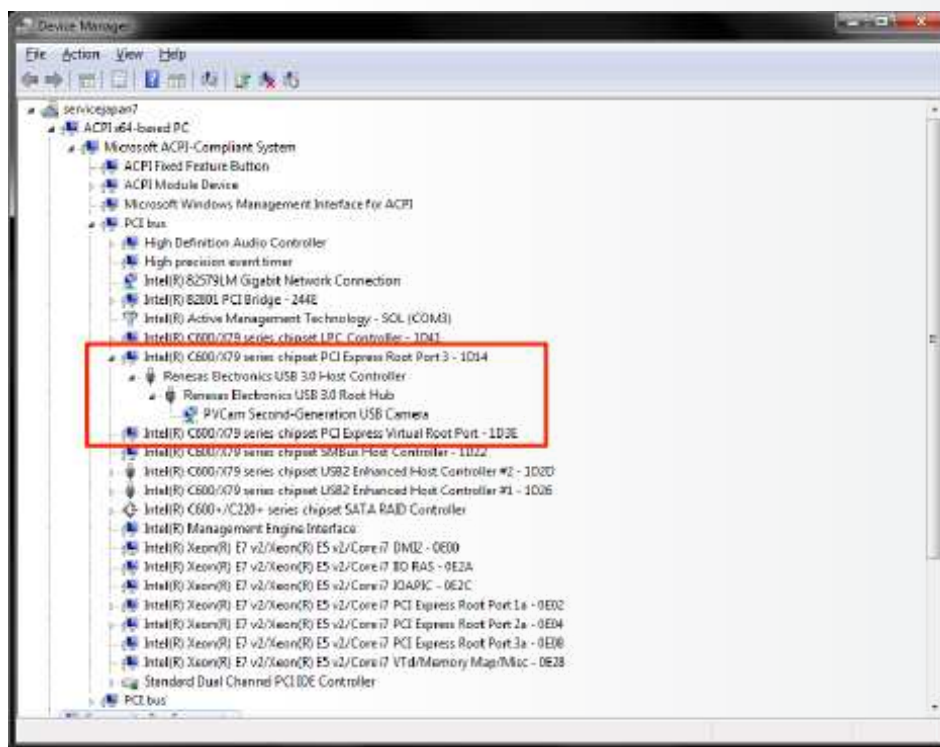 Device Manager
File Action View Help
servicejapan7
ACPI x64-based PC
Microsoft ACPI-Compliant System
ACPI Fixed Feature Button
ACPI Module Device
Microsoft Windows Management Interface for ACPI
PCI bus
High Definition Audio Controller
High precision event timer
Intel(R) 82579LM Gigabit Network Connection
Intel(R) 82801 PCI Bridge - 244E
Intel(R) Active Management Technology - SOL (COM3)
Intel(R) C600/X79 series chipset LPC Controller - 1D41
Intel(R) C600/X79 series chipset PCI Express Root Port 3 - 1D14
Renesas Electronics USB 3.0 Host Controller
Renesas Electronics USB 3.0 Root Hub
PVCam Second-Generation USB Camera
Intel(R) C600/X79 series chipset PCI Express Virtual Root Port - 1D3E
Intel(R) C600/X79 series chipset SMBus Host Controller - 1D22
Intel(R) C600/X79 series chipset USB2 Enhanced Host Controller #2 - 1D2D
Intel(R) C600/X79 series chipset USB2 Enhanced Host Controller #1 - 1D26
Intel(R) C600+/C220+ series chipset SATA RAID Controller
Intel(R) Management Engine Interface
Intel(R) Xeon(R) E7 v2/Xeon(R) E5 v2/Core i7 DMI2 - 0E00
Intel(R) Xeon(R) E7 v2/Xeon(R) E5 v2/Core i7 IIO RAS - 0E2A
Intel(R) Xeon(R) E7 v2/Xeon(R) E5 v2/Core i7 IOAPIC - 0E2C
Intel(R) Xeon(R) E7 v2/Xeon(R) E5 v2/Core i7 PCI Express Root Port 1a - 0E02
Intel(R) Xeon(R) E7 v2/Xeon(R) E5 v2/Core i7 PCI Express Root Port 2a - 0E04
Intel(R) Xeon(R) E7 v2/Xeon(R) E5 v2/Core i7 PCI Express Root Port 3a - 0E08
Intel(R) Xeon(R) E7 v2/Xeon(R) E5 v2/Core i7 VTd/Memory Map/Misc - 0E28
Standard Dual Channel PCI IDE Controller
PCI bus